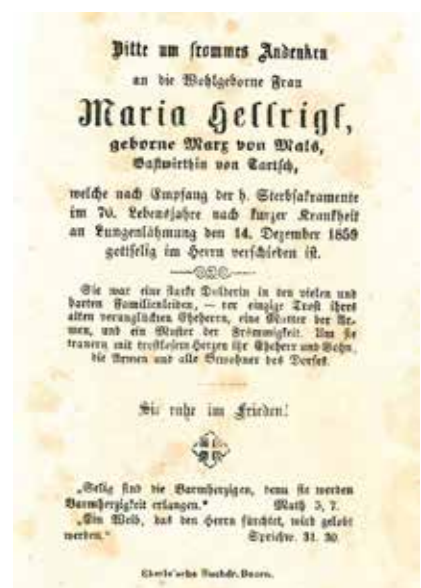 Bitte um frommes Andenken
an die Wohlgeborne Frau
Maria Hellrigl,
geborne Marx von Mals,
Gastwirthin von Tartsch,
welche nach Empfang der h. Sterbsakramente
im 70. Lebensjahre nach kurzer Krankheit
an Lungenlähmung den 14. Dezember 1859
gottselig im Herrn verschieden ist.
Sie war eine starke Dulderin in den vielen und
harten Familienleiden, — der einzige Trost ihres
alten verunglückten Eheherrn, eine Mutter der Ar-
men, und ein Muster der Frömmigkeit. Um sie
trauern mit trostlosem Herzen ihr Eheherr und Sohn,
die Armen und alle Bewohner des Dorfes.
Sie ruhe im Frieden!
„Selig sind die Barmherzigen, denn sie werden
Barmherzigkeit erlangen.“ Math 5, 7.
„Ein Weib, das den Herrn fürchtet, wird gelobt
werden.“ Sprichw. 31. 30.
Eberle'sche Buchdr. Bozen.